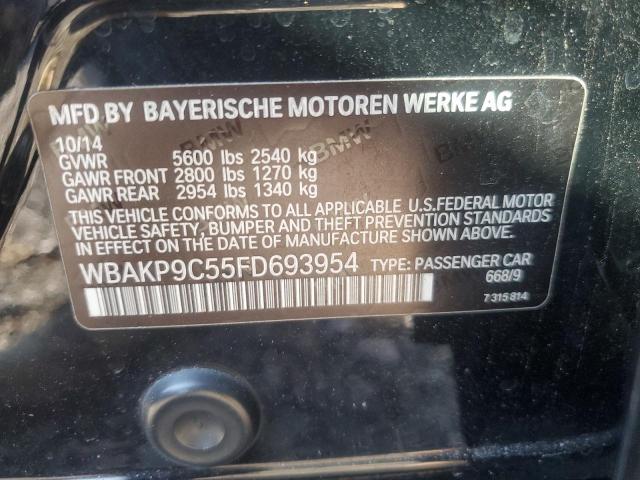 MFD BY BAYERISCHE MOTOREN WERKE AG
10/14
GVWR 5600 lbs 2540 kg
GAWR FRONT 2800 lbs 1270 kg
GAWR REAR 2954 lbs 1340 kg
THIS VEHICLE CONFORMS TO ALL APPLICABLE U.S.FEDERAL MOTOR
VEHICLE SAFETY, BUMPER AND THEFT PREVENTION STANDARDS
IN EFFECT ON THE DATE OF MANUFACTURE SHOWN ABOVE.
WBAKP9C55FD693954 TYPE: PASSENGER CAR
668/9
7 315 814
BMW
BMW
BMW